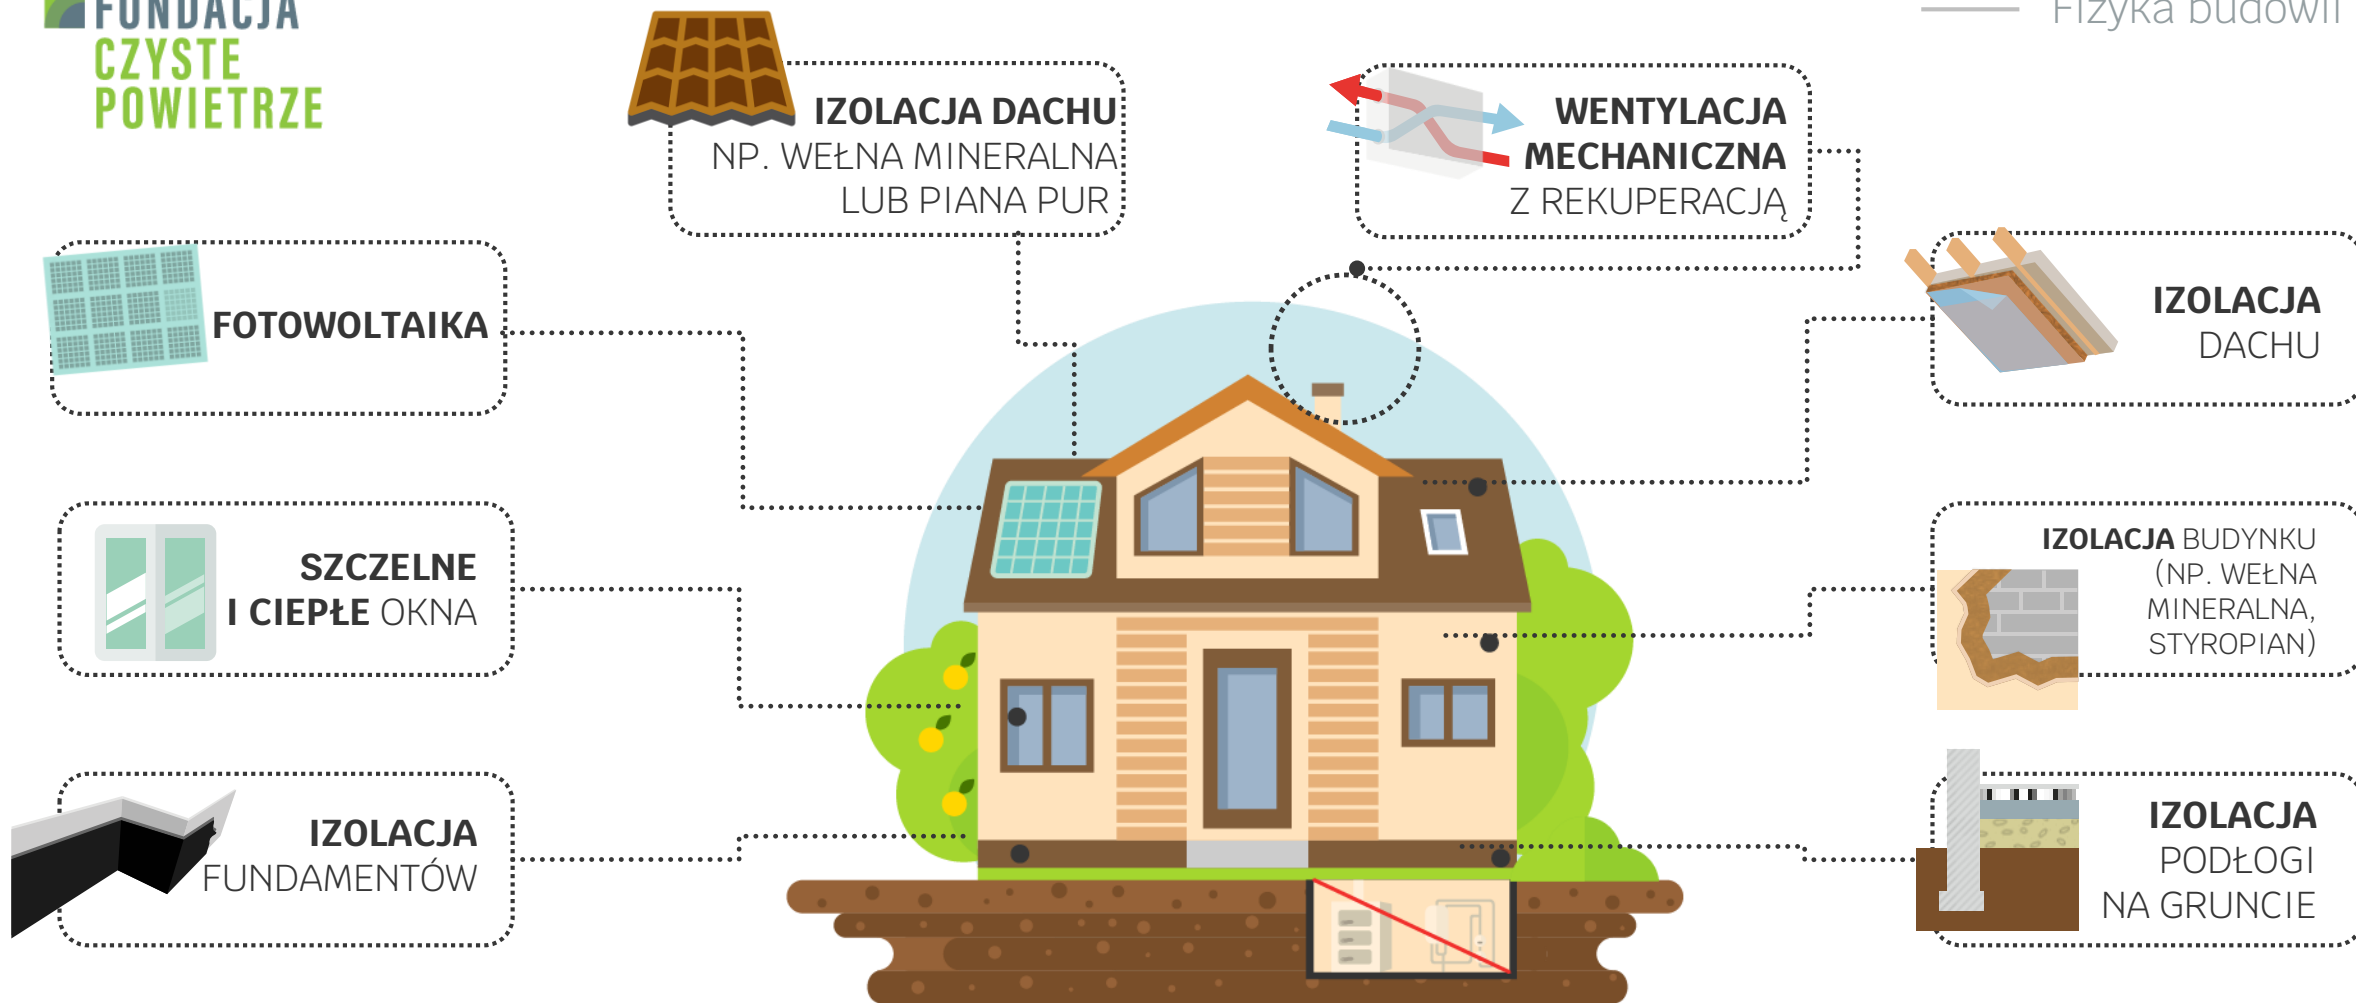 FUNDACJA
CZYSTE
POWIETRZE
Fizyka budowli
IZOLACJA DACHU
NP. WEŁNA MINERALNA
LUB PIANA PUR
WENTYLACJA
MECHANICZNA
Z REKUPERACJĄ
FOTOWOLTAIKA
IZOLACJA
DACHU
SZCZELNE
I CIEPŁE OKNA
IZOLACJA BUDYNKU
(NP. WEŁNA
MINERALNA,
STYROPIAN)
IZOLACJA
FUNDAMENTÓW
IZOLACJA
PODŁOGI
NA GRUNCIE